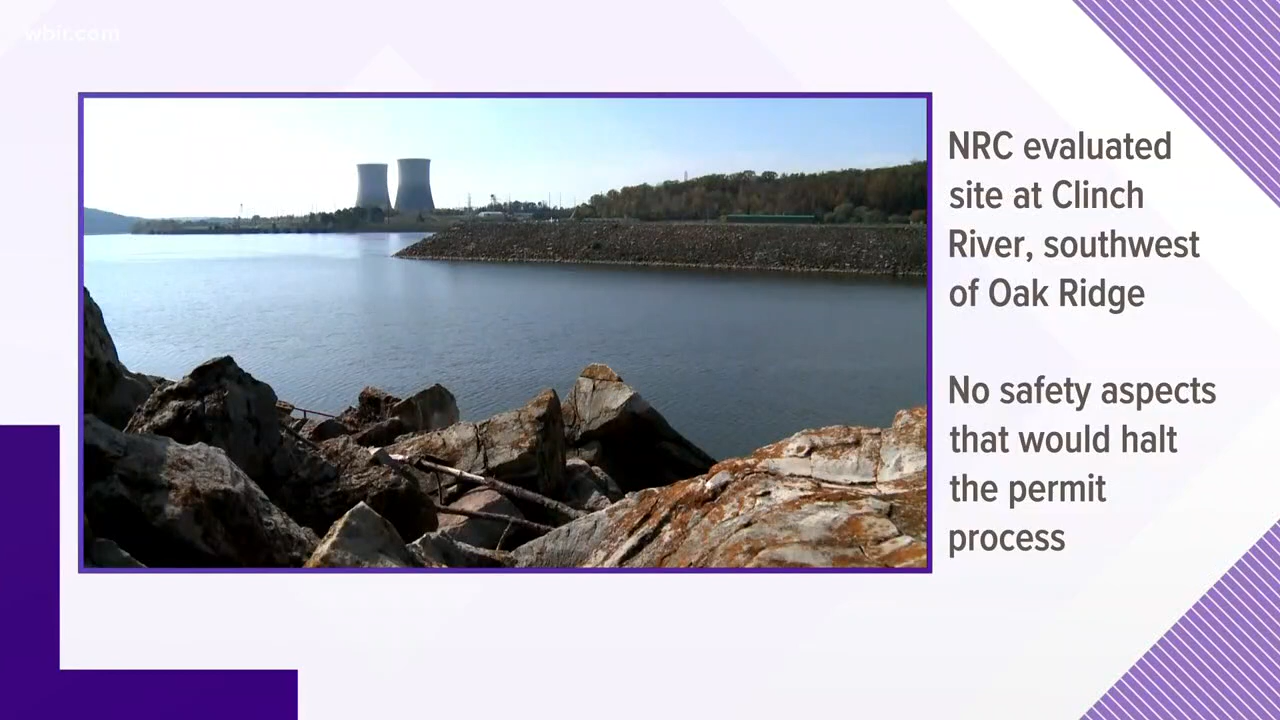 wbir.com
NRC evaluated
site at Clinch
River, southwest
of Oak Ridge
No safety aspects
that would halt
the permit
process